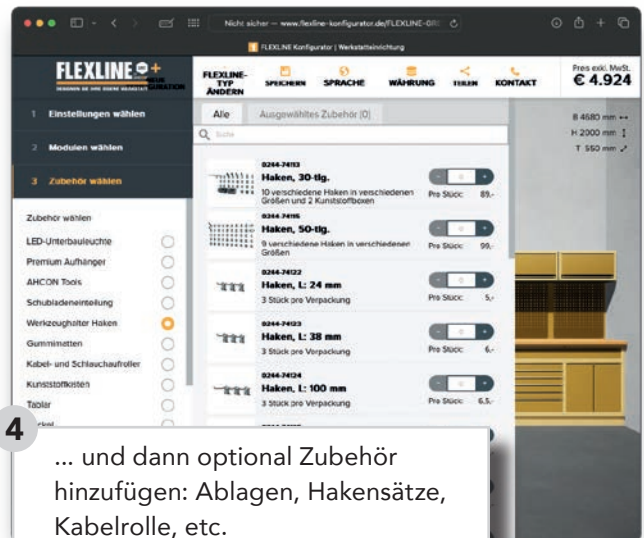 Nicht sicher — www.flexline-konfigurator.de/FLEXLINE-
FLEXLINE Konfigurator | Werkstatteinrichtung
FLEXLINE
FLEXLINE-TYP ÄNDERN
SPEICHERN
SPRACHE
WÄHRUNG
TEILEN
KONTAKT
Preis exkl. MwSt.
€ 4.924
1 Einstellungen wählen
2 Modulen wählen
3 Zubehör wählen
Zubehör wählen
LED-Unterbauleuchte
Premium Aufhänger
AHCON Tools
Schubladeneinteilung
Werkzeughalter Haken
Gummimatten
Kabel- und Schlauchaufroller
Kunststoffkästen
Tablar
Alle
Ausgewähltes Zubehör (0)
Suche
0244-74113
Haken, 30-tlg.
10 verschiedene Haken in verschiedenen
Größen und 2 Kunststoffboxen
Pro Stück: 89,-
0244-74115
Haken, 50-tlg.
9 verschiedene Haken in verschiedenen
Größen
Pro Stück: 99,-
0244-74122
Haken, L: 24 mm
3 Stück pro Verpackung
Pro Stück: 5,-
0244-74123
Haken, L: 38 mm
3 Stück pro Verpackung
Pro Stück: 6,-
0244-74124
Haken, L: 100 mm
3 Stück pro Verpackung
Pro Stück: 6.5,-
B 4580 mm
H 2000 mm
T 550 mm
4
... und dann optional Zubehör
hinzufügen: Ablagen, Hakensätze,
Kabelrolle, etc.